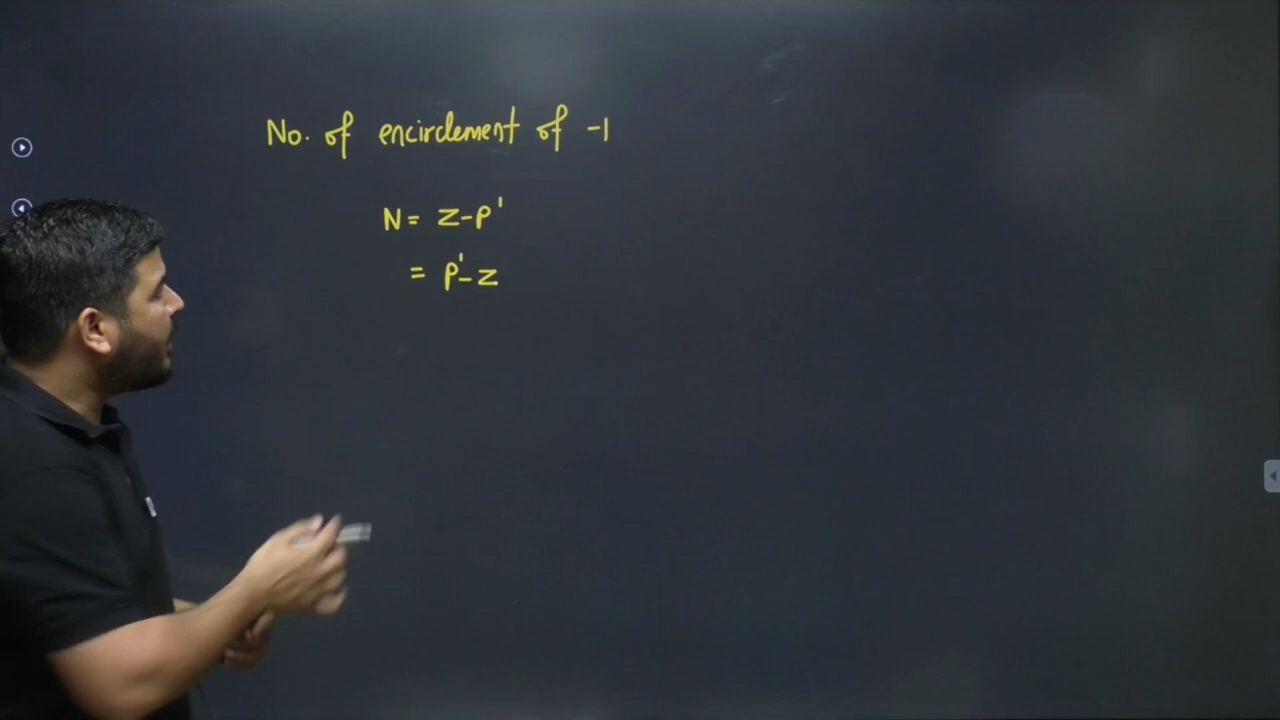 No. of encirclement of -1
N = Z-P'
= P'-Z